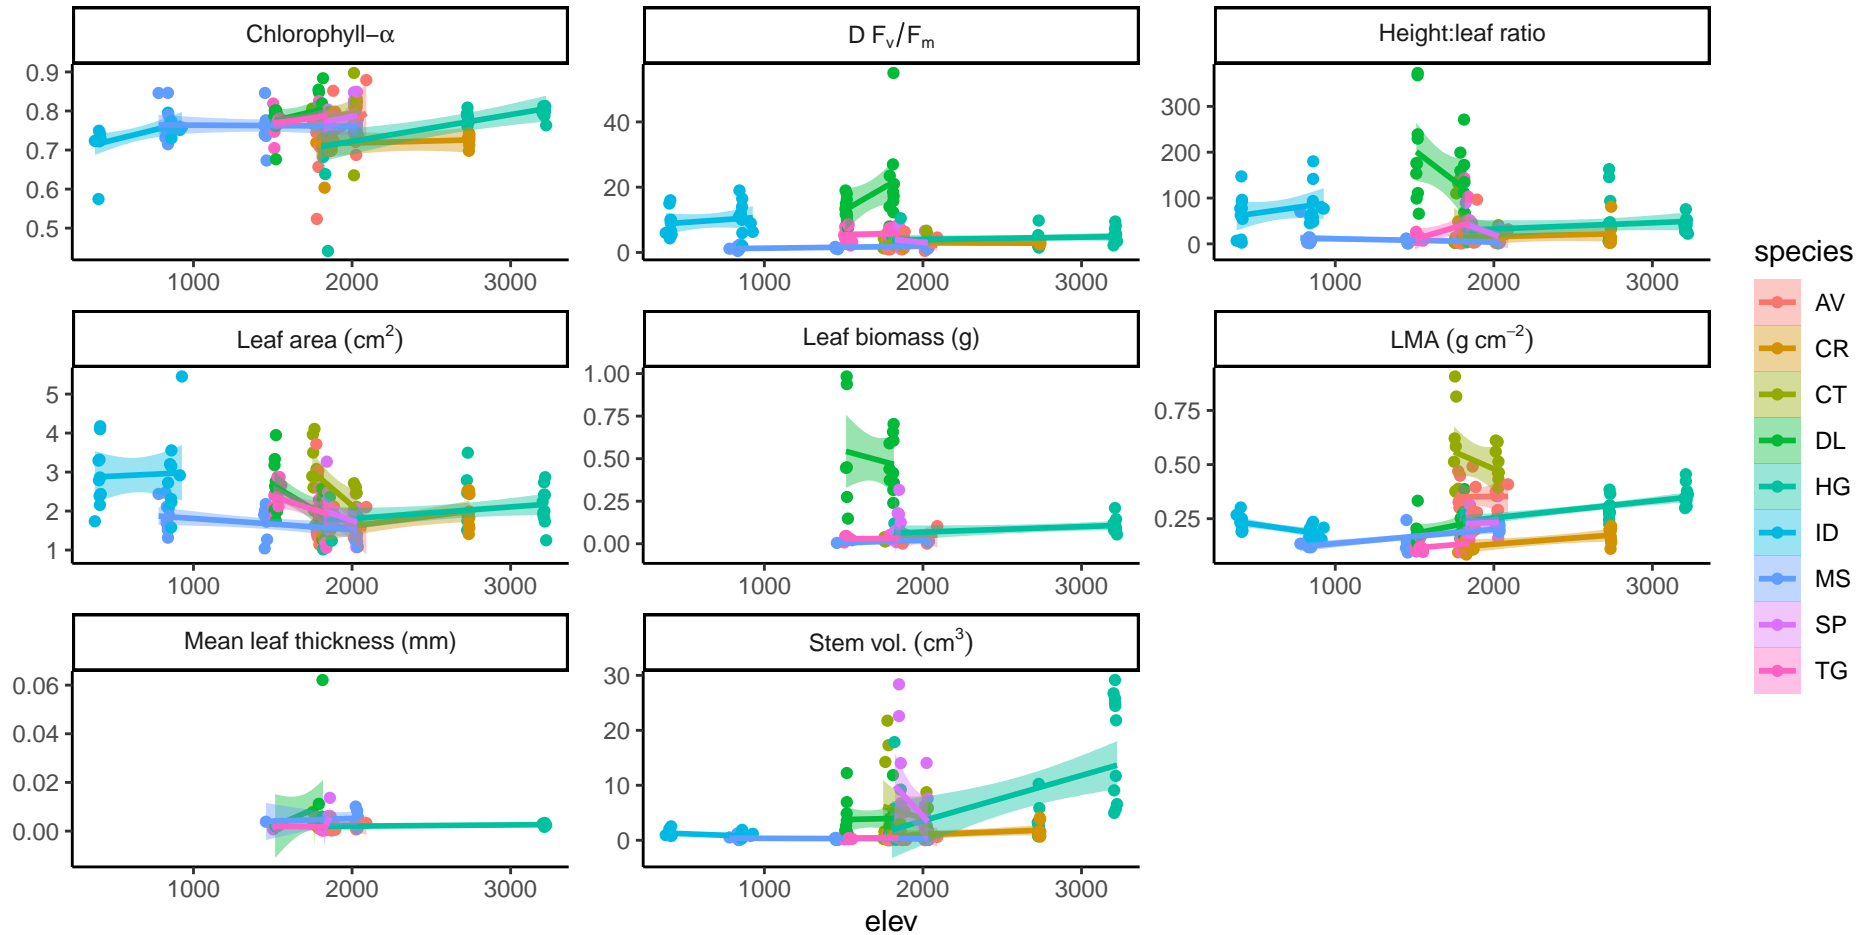 Chlorophyll−α
D Fv/Fm
Height:leaf ratio
0.9
0.8
0.7
0.6
0.5
1000 2000 3000
40
20
0
1000 2000 3000
300
200
100
0
1000 2000 3000
Leaf area (cm²)
Leaf biomass (g)
LMA (g cm⁻²)
5
4
3
2
1
1000 2000 3000
1.00
0.75
0.50
0.25
0.00
1000 2000 3000
0.75
0.50
0.25
1000 2000 3000
Mean leaf thickness (mm)
Stem vol. (cm³)
0.06
0.04
0.02
0.00
1000 2000 3000
30
20
10
0
1000 2000 3000
elev
species
AV
CR
CT
DL
HG
ID
MS
SP
TG